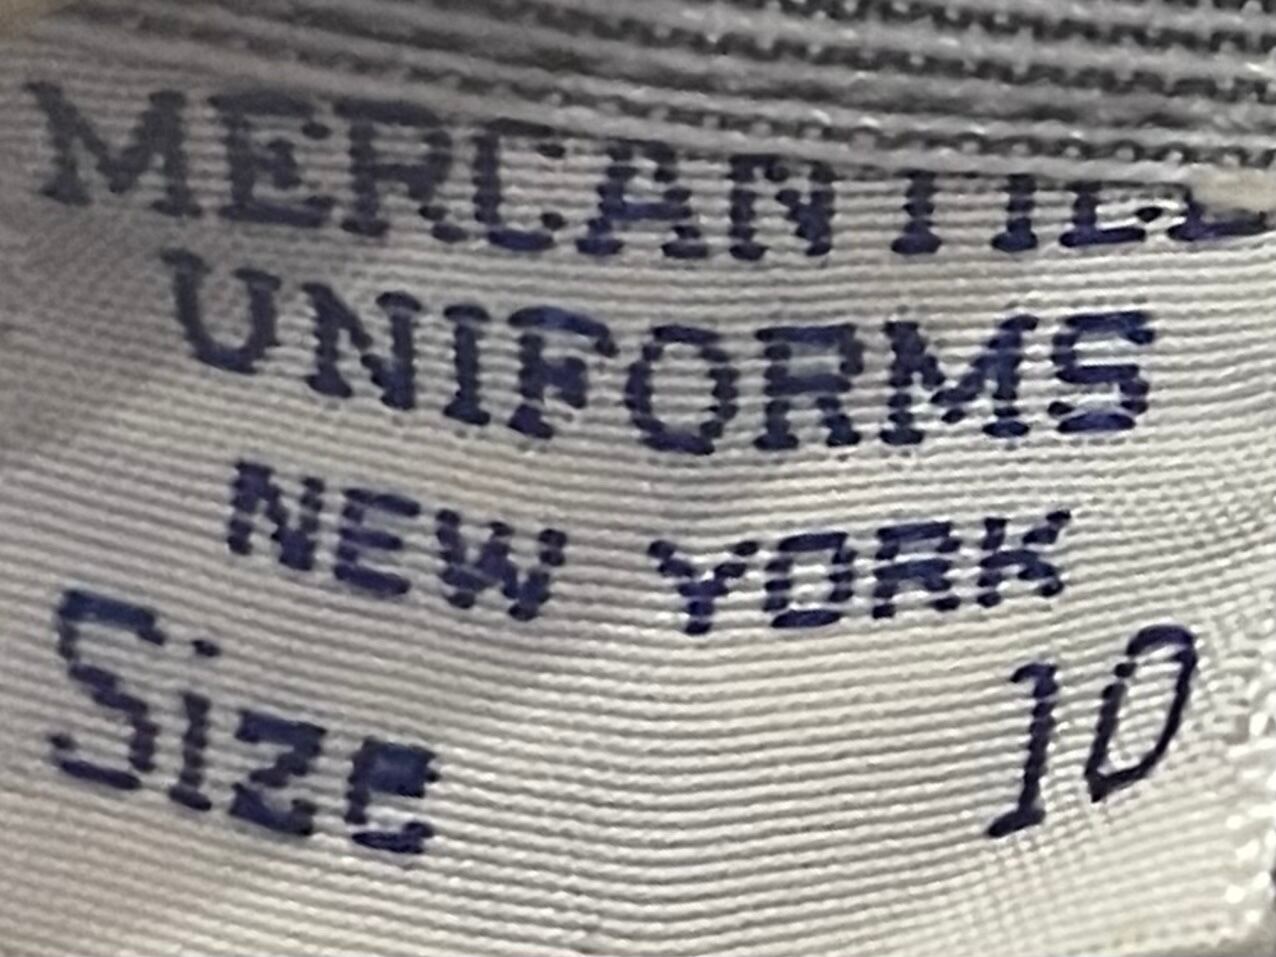 MERCANTILE
UNIFORMS
NEW YORK
Size 10